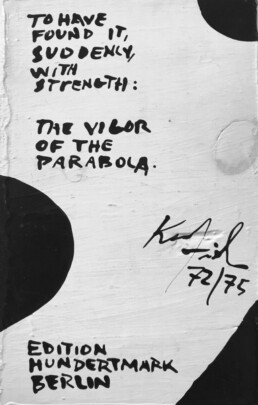 TO HAVE
FOUND IT,
SUDDENLY,
WITH
STRENGTH:
THE VIGOR
OF THE
PARABOLA.
72/75
EDITION
HUNDERTMARK
BERLIN